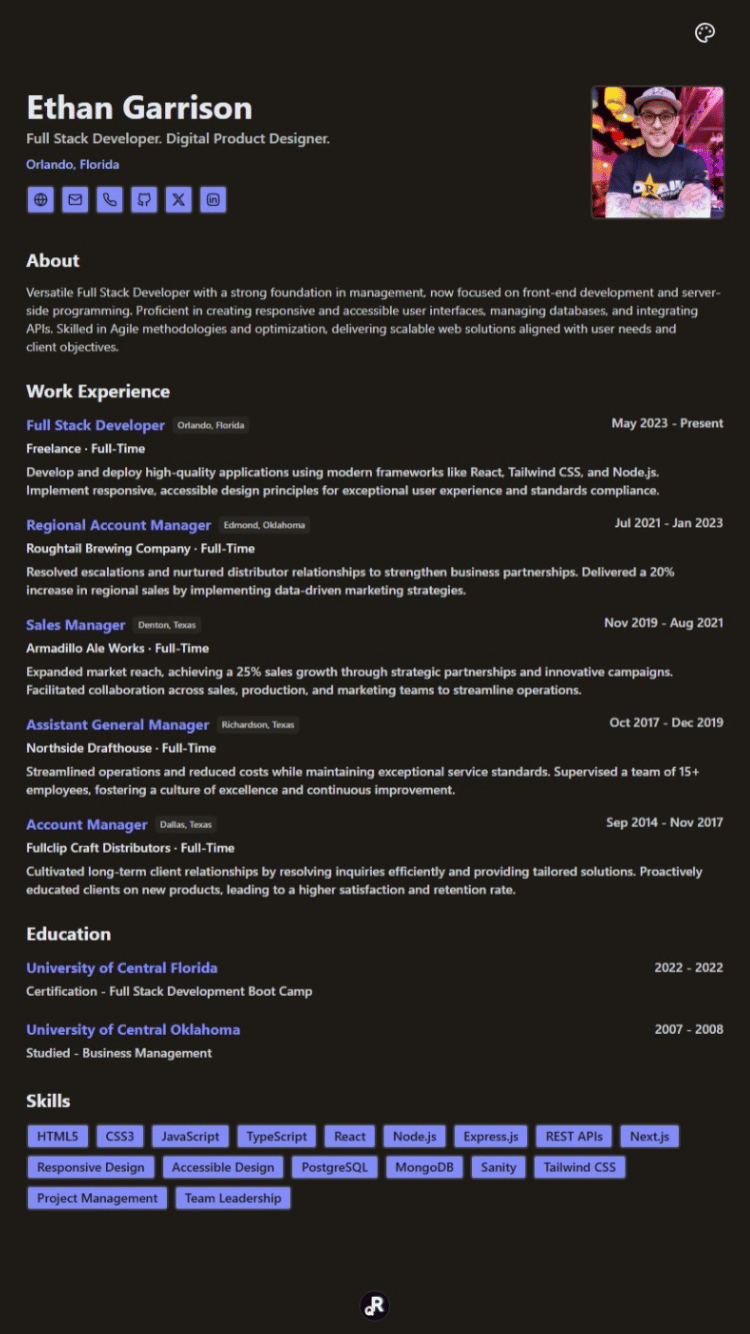 Ethan Garrison
Full Stack Developer. Digital Product Designer.
Orlando, Florida
About
Versatile Full Stack Developer with a strong foundation in management, now focused on front-end development and server-
side programming. Proficient in creating responsive and accessible user interfaces, managing databases, and integrating
APIs. Skilled in Agile methodologies and optimization, delivering scalable web solutions aligned with user needs and
client objectives.
Work Experience
Full Stack Developer Orlando, Florida May 2023 - Present
Freelance · Full-Time
Develop and deploy high-quality applications using modern frameworks like React, Tailwind CSS, and Node.js.
Implement responsive, accessible design principles for exceptional user experience and standards compliance.
Regional Account Manager Edmond, Oklahoma Jul 2021 - Jan 2023
Roughtail Brewing Company · Full-Time
Resolved escalations and nurtured distributor relationships to strengthen business partnerships. Delivered a 20%
increase in regional sales by implementing data-driven marketing strategies.
Sales Manager Denton, Texas Nov 2019 - Aug 2021
Armadillo Ale Works · Full-Time
Expanded market reach, achieving a 25% sales growth through strategic partnerships and innovative campaigns.
Facilitated collaboration across sales, production, and marketing teams to streamline operations.
Assistant General Manager Richardson, Texas Oct 2017 - Dec 2019
Northside Drafthouse · Full-Time
Streamlined operations and reduced costs while maintaining exceptional service standards. Supervised a team of 15+
employees, fostering a culture of excellence and continuous improvement.
Account Manager Dallas, Texas Sep 2014 - Nov 2017
Fullclip Craft Distributors · Full-Time
Cultivated long-term client relationships by resolving inquiries efficiently and providing tailored solutions. Proactively
educated clients on new products, leading to a higher satisfaction and retention rate.
Education
University of Central Florida 2022 - 2022
Certification - Full Stack Development Boot Camp
University of Central Oklahoma 2007 - 2008
Studied - Business Management
Skills
HTML5 CSS3 JavaScript TypeScript React Node.js Express.js REST APIs Next.js
Responsive Design Accessible Design PostgreSQL MongoDB Sanity Tailwind CSS
Project Management Team Leadership